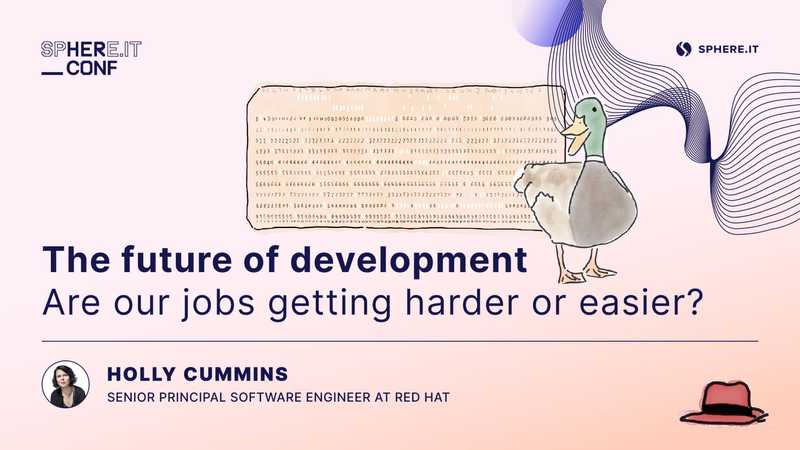 SPHERE.IT
CONF
SPHERE.IT
The future of development
Are our jobs getting harder or easier?
HOLLY CUMMINS
SENIOR PRINCIPAL SOFTWARE ENGINEER AT RED HAT